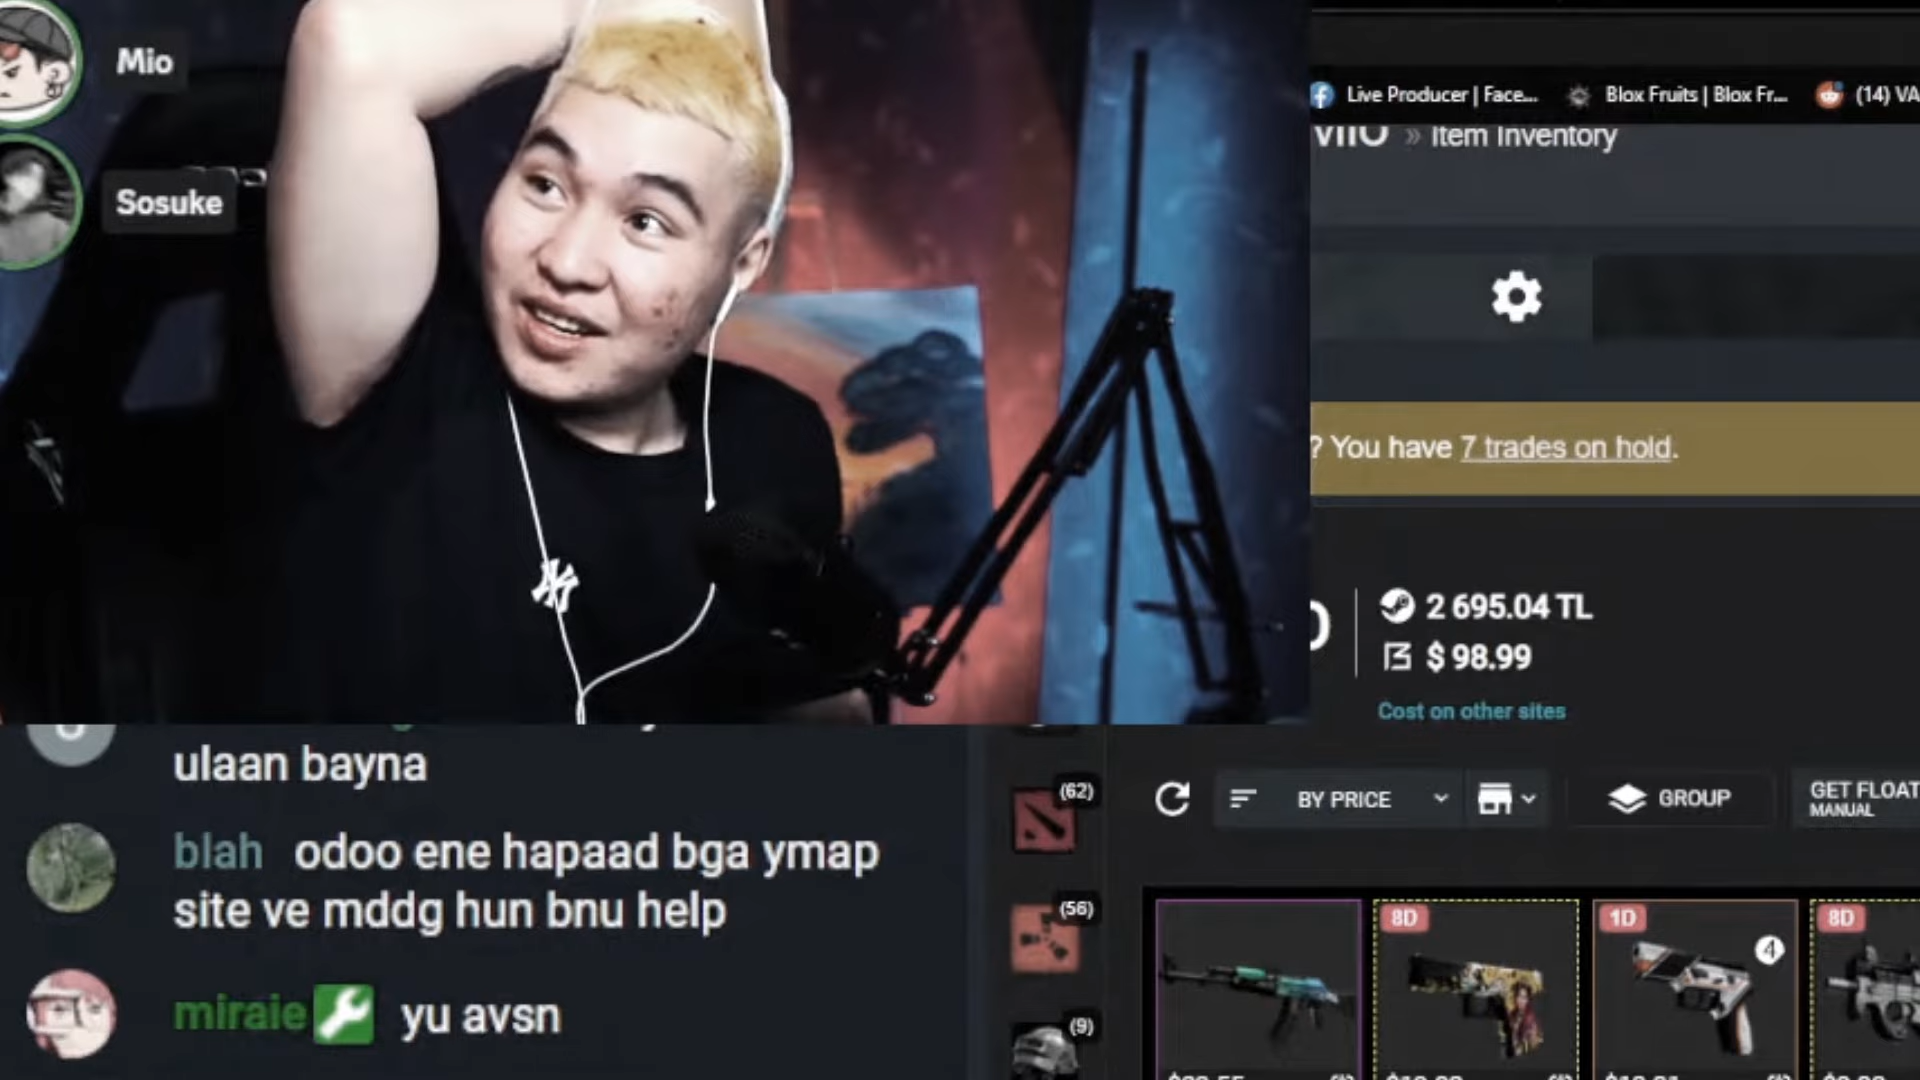 Mio
Sosuke
Live Producer | Face...
Blox Fruits | Blox Fr...
(14) VA
» Item Inventory
? You have 7 trades on hold.
2 695.04 TL
$ 98.99
Cost on other sites
ulaan bayna
blah odoo ene hapaad bga ymap
site ve mddg hun bnu help
miraie yu avsn
(62)
(56)
(9)
BY PRICE
GROUP
GET FLOAT
MANUAL
8D
1D
4
8D